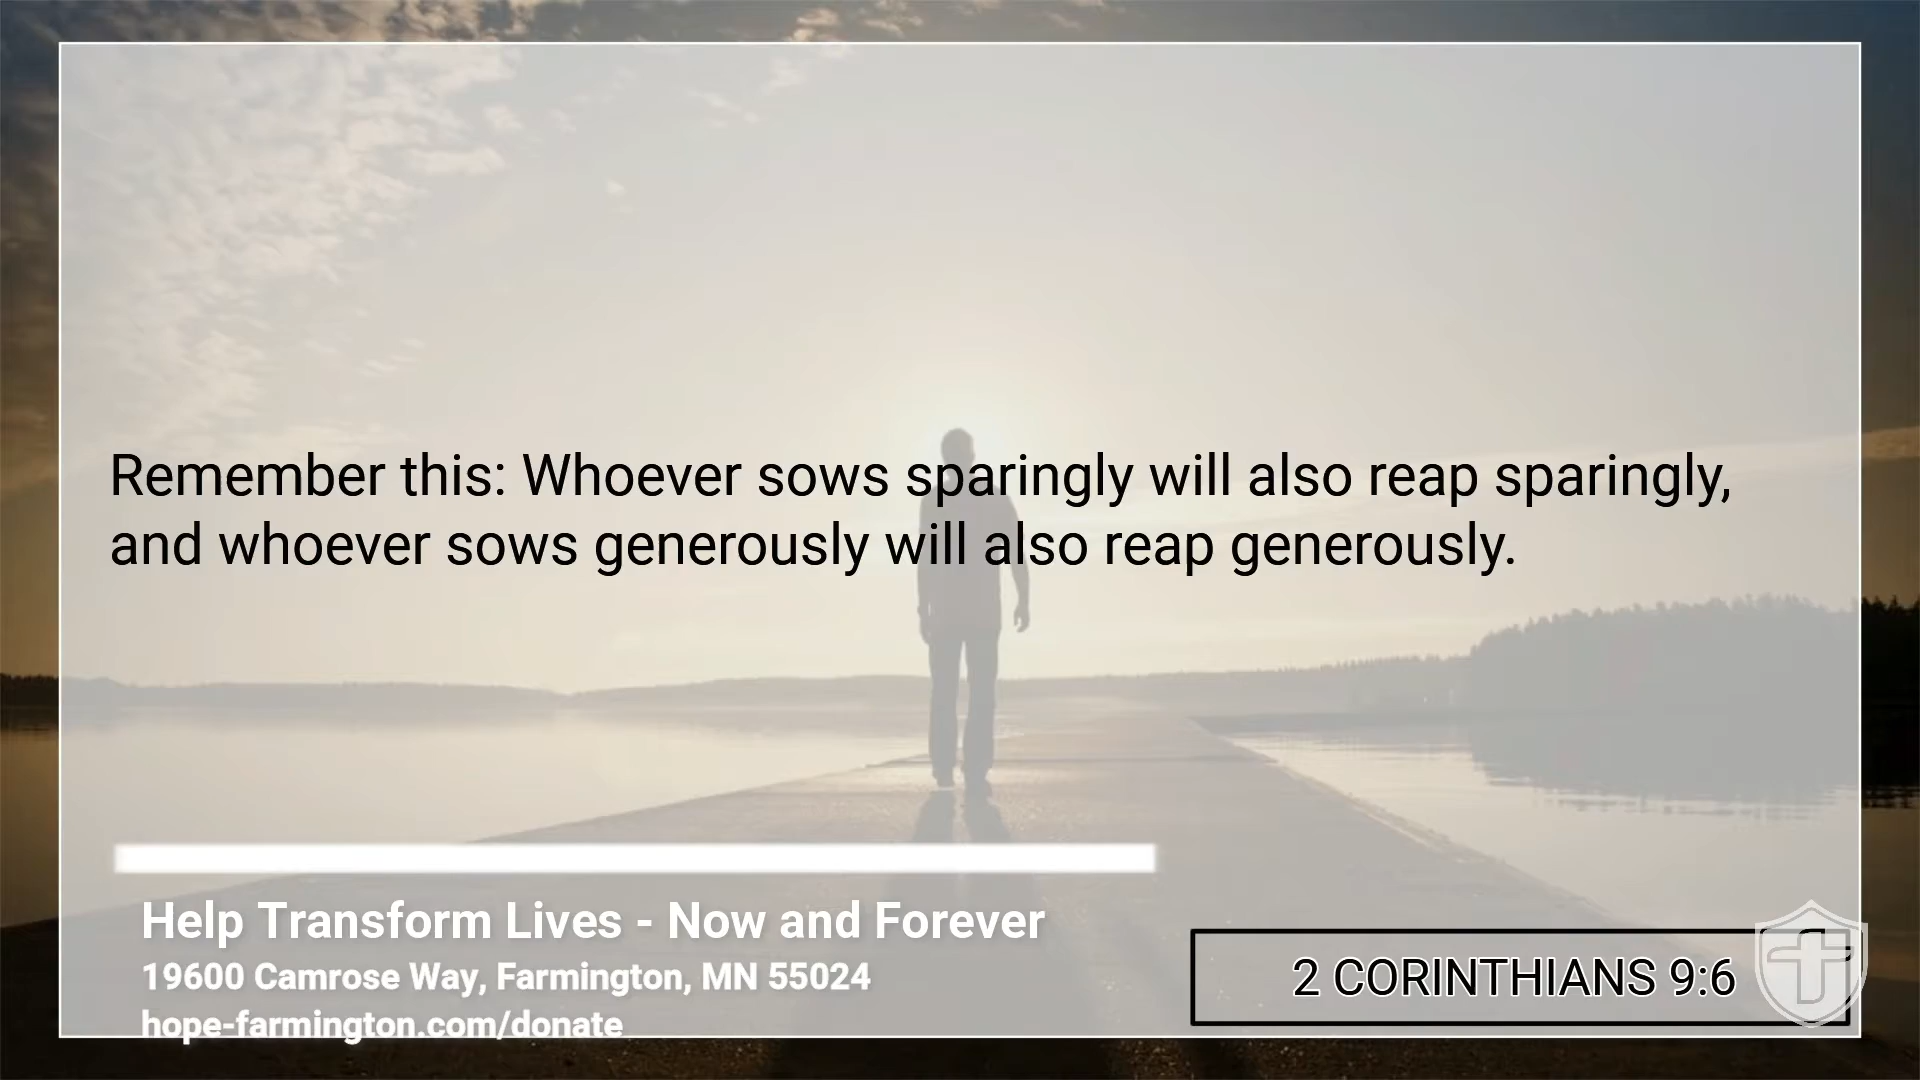 Remember this: Whoever sows sparingly will also reap sparingly,
and whoever sows generously will also reap generously.
Help Transform Lives - Now and Forever
19600 Camrose Way, Farmington, MN 55024
hope-farmington.com/donate
2 CORINTHIANS 9:6